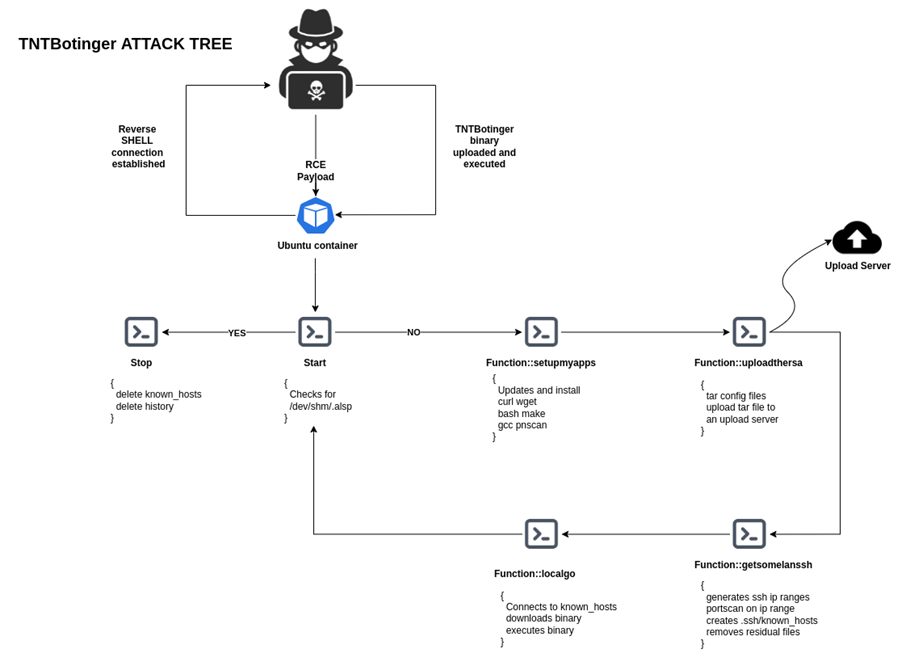 TNTBotinger ATTACK TREE
Reverse
SHELL
connection
established
TNTBotinger
binary
uploaded and
executed
RCE
Payload
Ubuntu container
Upload Server
YES
NO
Stop
{
delete known_hosts
delete history
}
Start
{
Checks for
/dev/shm/.alsp
}
Function::setupmyapps
{
Updates and install
curl wget
bash make
gcc pnscan
}
Function::uploadthersa
{
tar config files
upload tar file to
an upload server
}
Function::localgo
{
Connects to known_hosts
downloads binary
executes binary
}
Function::getsomelanssh
{
generates ssh ip ranges
portscan on ip range
creates .ssh/known_hosts
removes residual files
}